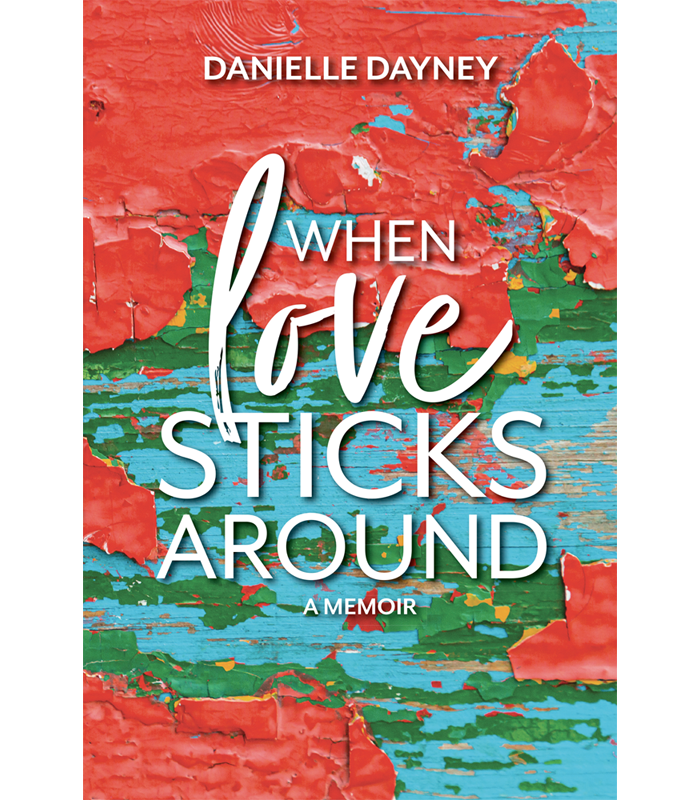 DANIELLE DAYNEY
WHEN
love
STICKS
AROUND
A MEMOIR